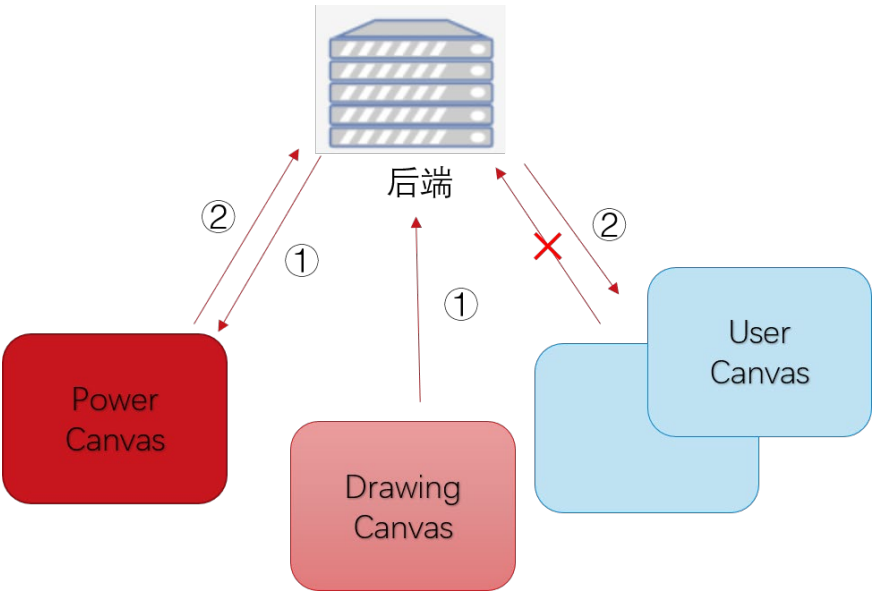 后端
②
①
①
②
Power
Canvas
Drawing
Canvas
User
Canvas